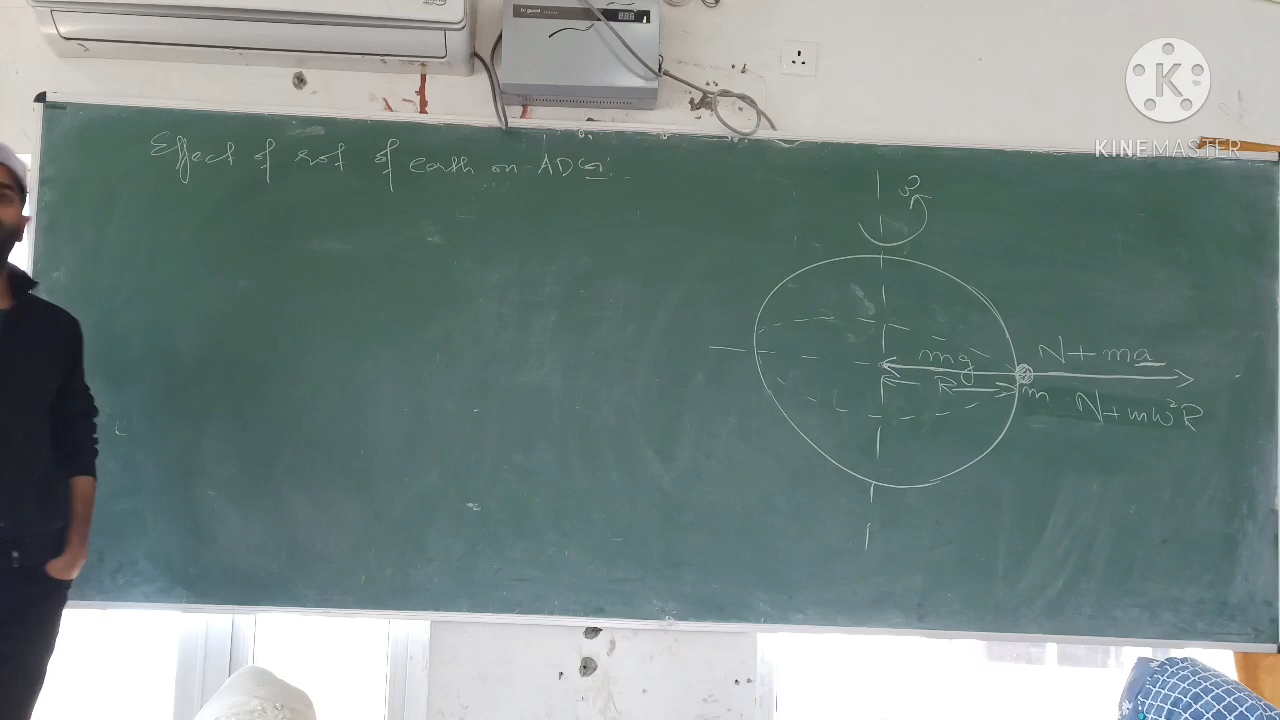 Effect of rot of earth on ADG:
ω
mg
N + ma
R
m
N + mω²R
K
KINEMASTER